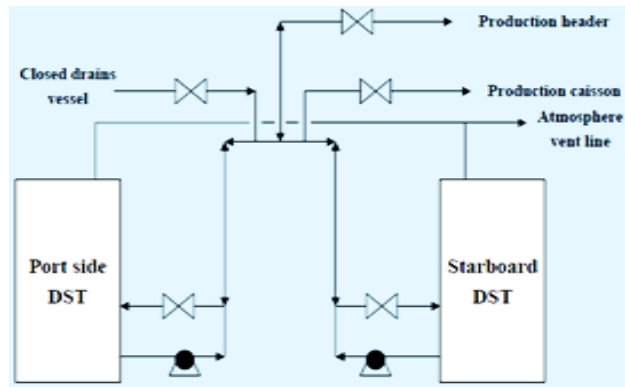 Production header
Closed drains
vessel
Production caisson
Atmosphere
vent line
Port side
DST
Starboard
DST